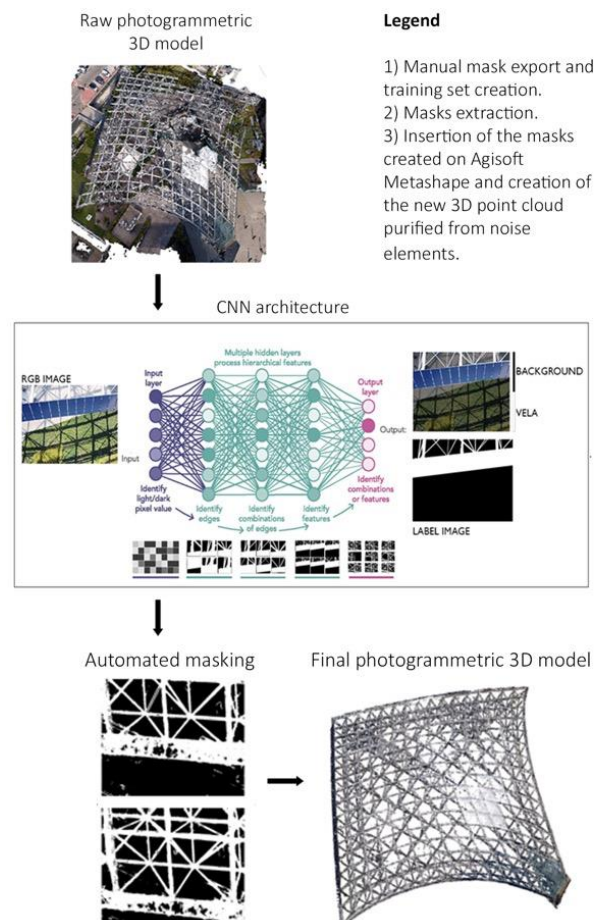 Raw photogrammetric
3D model
Legend
1) Manual mask export and
training set creation.
2) Masks extraction.
3) Insertion of the masks
created on Agisoft
Metashape and creation of
the new 3D point cloud
purified from noise
elements.
CNN architecture
Multiple hidden layers
process hierarchical features
RGB IMAGE
Input
layer
Output
layer
BACKGROUND
VELA
Input
Output:
Identify
light/dark
pixel value
Identify
edges
Identify
combinations
of edges
Identify
features
Identify
combinations
or features
LABEL IMAGE
Automated masking
Final photogrammetric 3D model